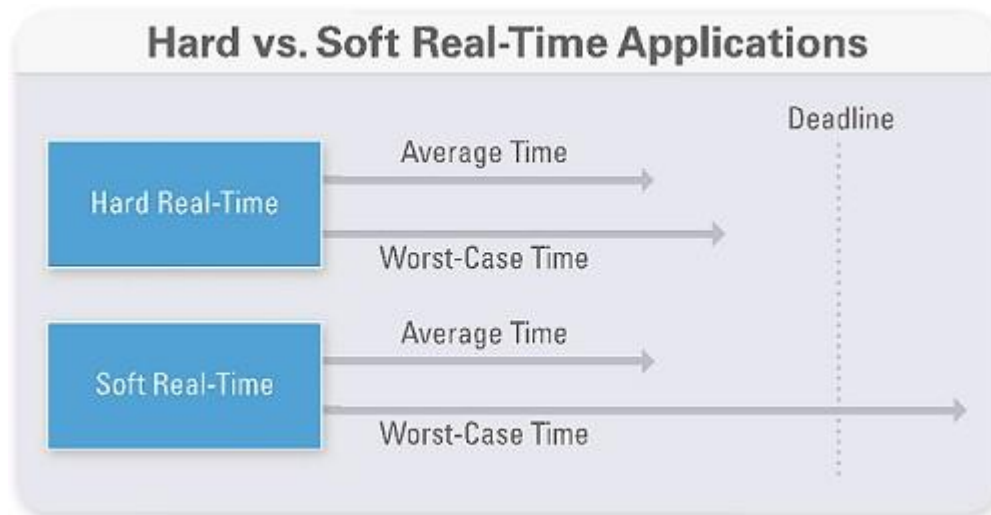 Hard vs. Soft Real-Time Applications
Deadline
Average Time
Hard Real-Time
Worst-Case Time
Average Time
Soft Real-Time
Worst-Case Time